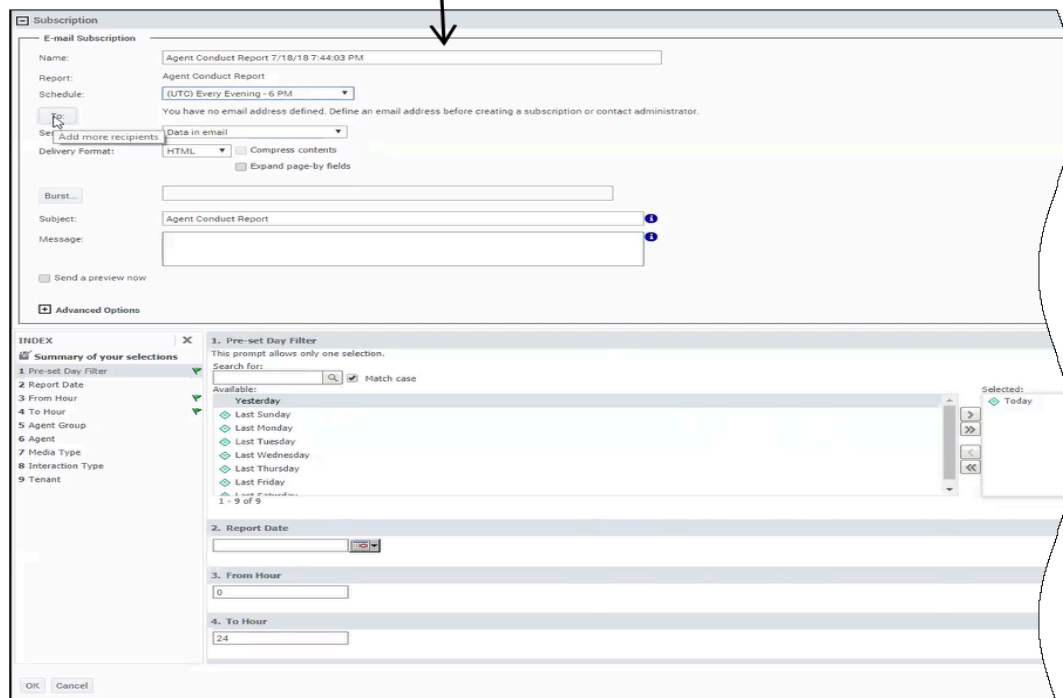 Subscription
E-mail Subscription
Name: Agent Conduct Report 7/18/18 7:44:03 PM
Report: Agent Conduct Report
Schedule: (UTC) Every Evening - 6 PM
To: You have no email address defined. Define an email address before creating a subscription or contact administrator.
Data in email
Add more recipients
Delivery Format: HTML Compress contents
Expand page-by fields
Burst...
Subject: Agent Conduct Report
Message:
Send a preview now
Advanced Options
INDEX
Summary of your selections
1 Pre-set Day Filter
2 Report Date
3 From Hour
4 To Hour
5 Agent Group
6 Agent
7 Media Type
8 Interaction Type
9 Tenant
1. Pre-set Day Filter
This prompt allows only one selection.
Search for:
Match case
Available:
Yesterday
Last Sunday
Last Monday
Last Tuesday
Last Wednesday
Last Thursday
Last Friday
Last Saturday
1 - 9 of 9
Selected:
Today
2. Report Date
3. From Hour
0
4. To Hour
24
OK Cancel